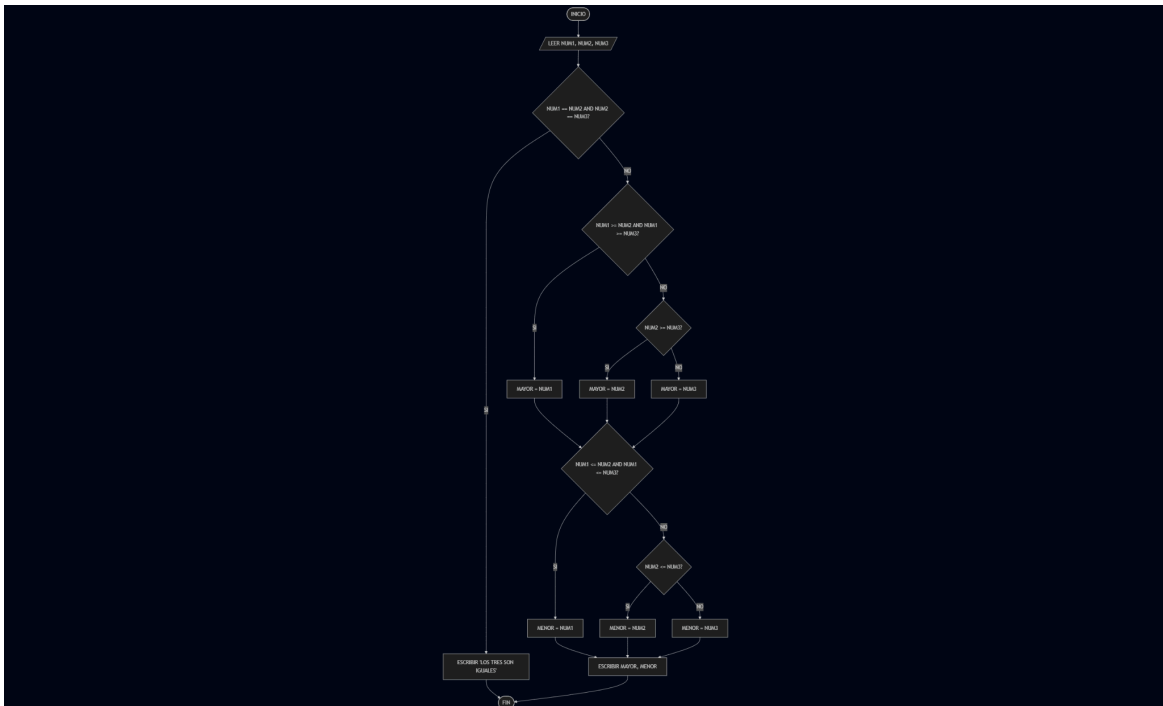 INICIO
LEER NUM1, NUM2, NUM3
NUM1 == NUM2 AND NUM2
== NUM3?
NO
NUM1 >= NUM2 AND NUM1
>= NUM3?
NO
NUM2 >= NUM3?
SI
SI
NO
MAYOR = NUM1
MAYOR = NUM2
MAYOR = NUM3
SI
NUM1 <= NUM2 AND NUM1
<= NUM3?
NO
NUM2 <= NUM3?
SI
SI
NO
MENOR = NUM1
MENOR = NUM2
MENOR = NUM3
ESCRIBIR 'LOS TRES SON
IGUALES'
ESCRIBIR MAYOR, MENOR
FIN